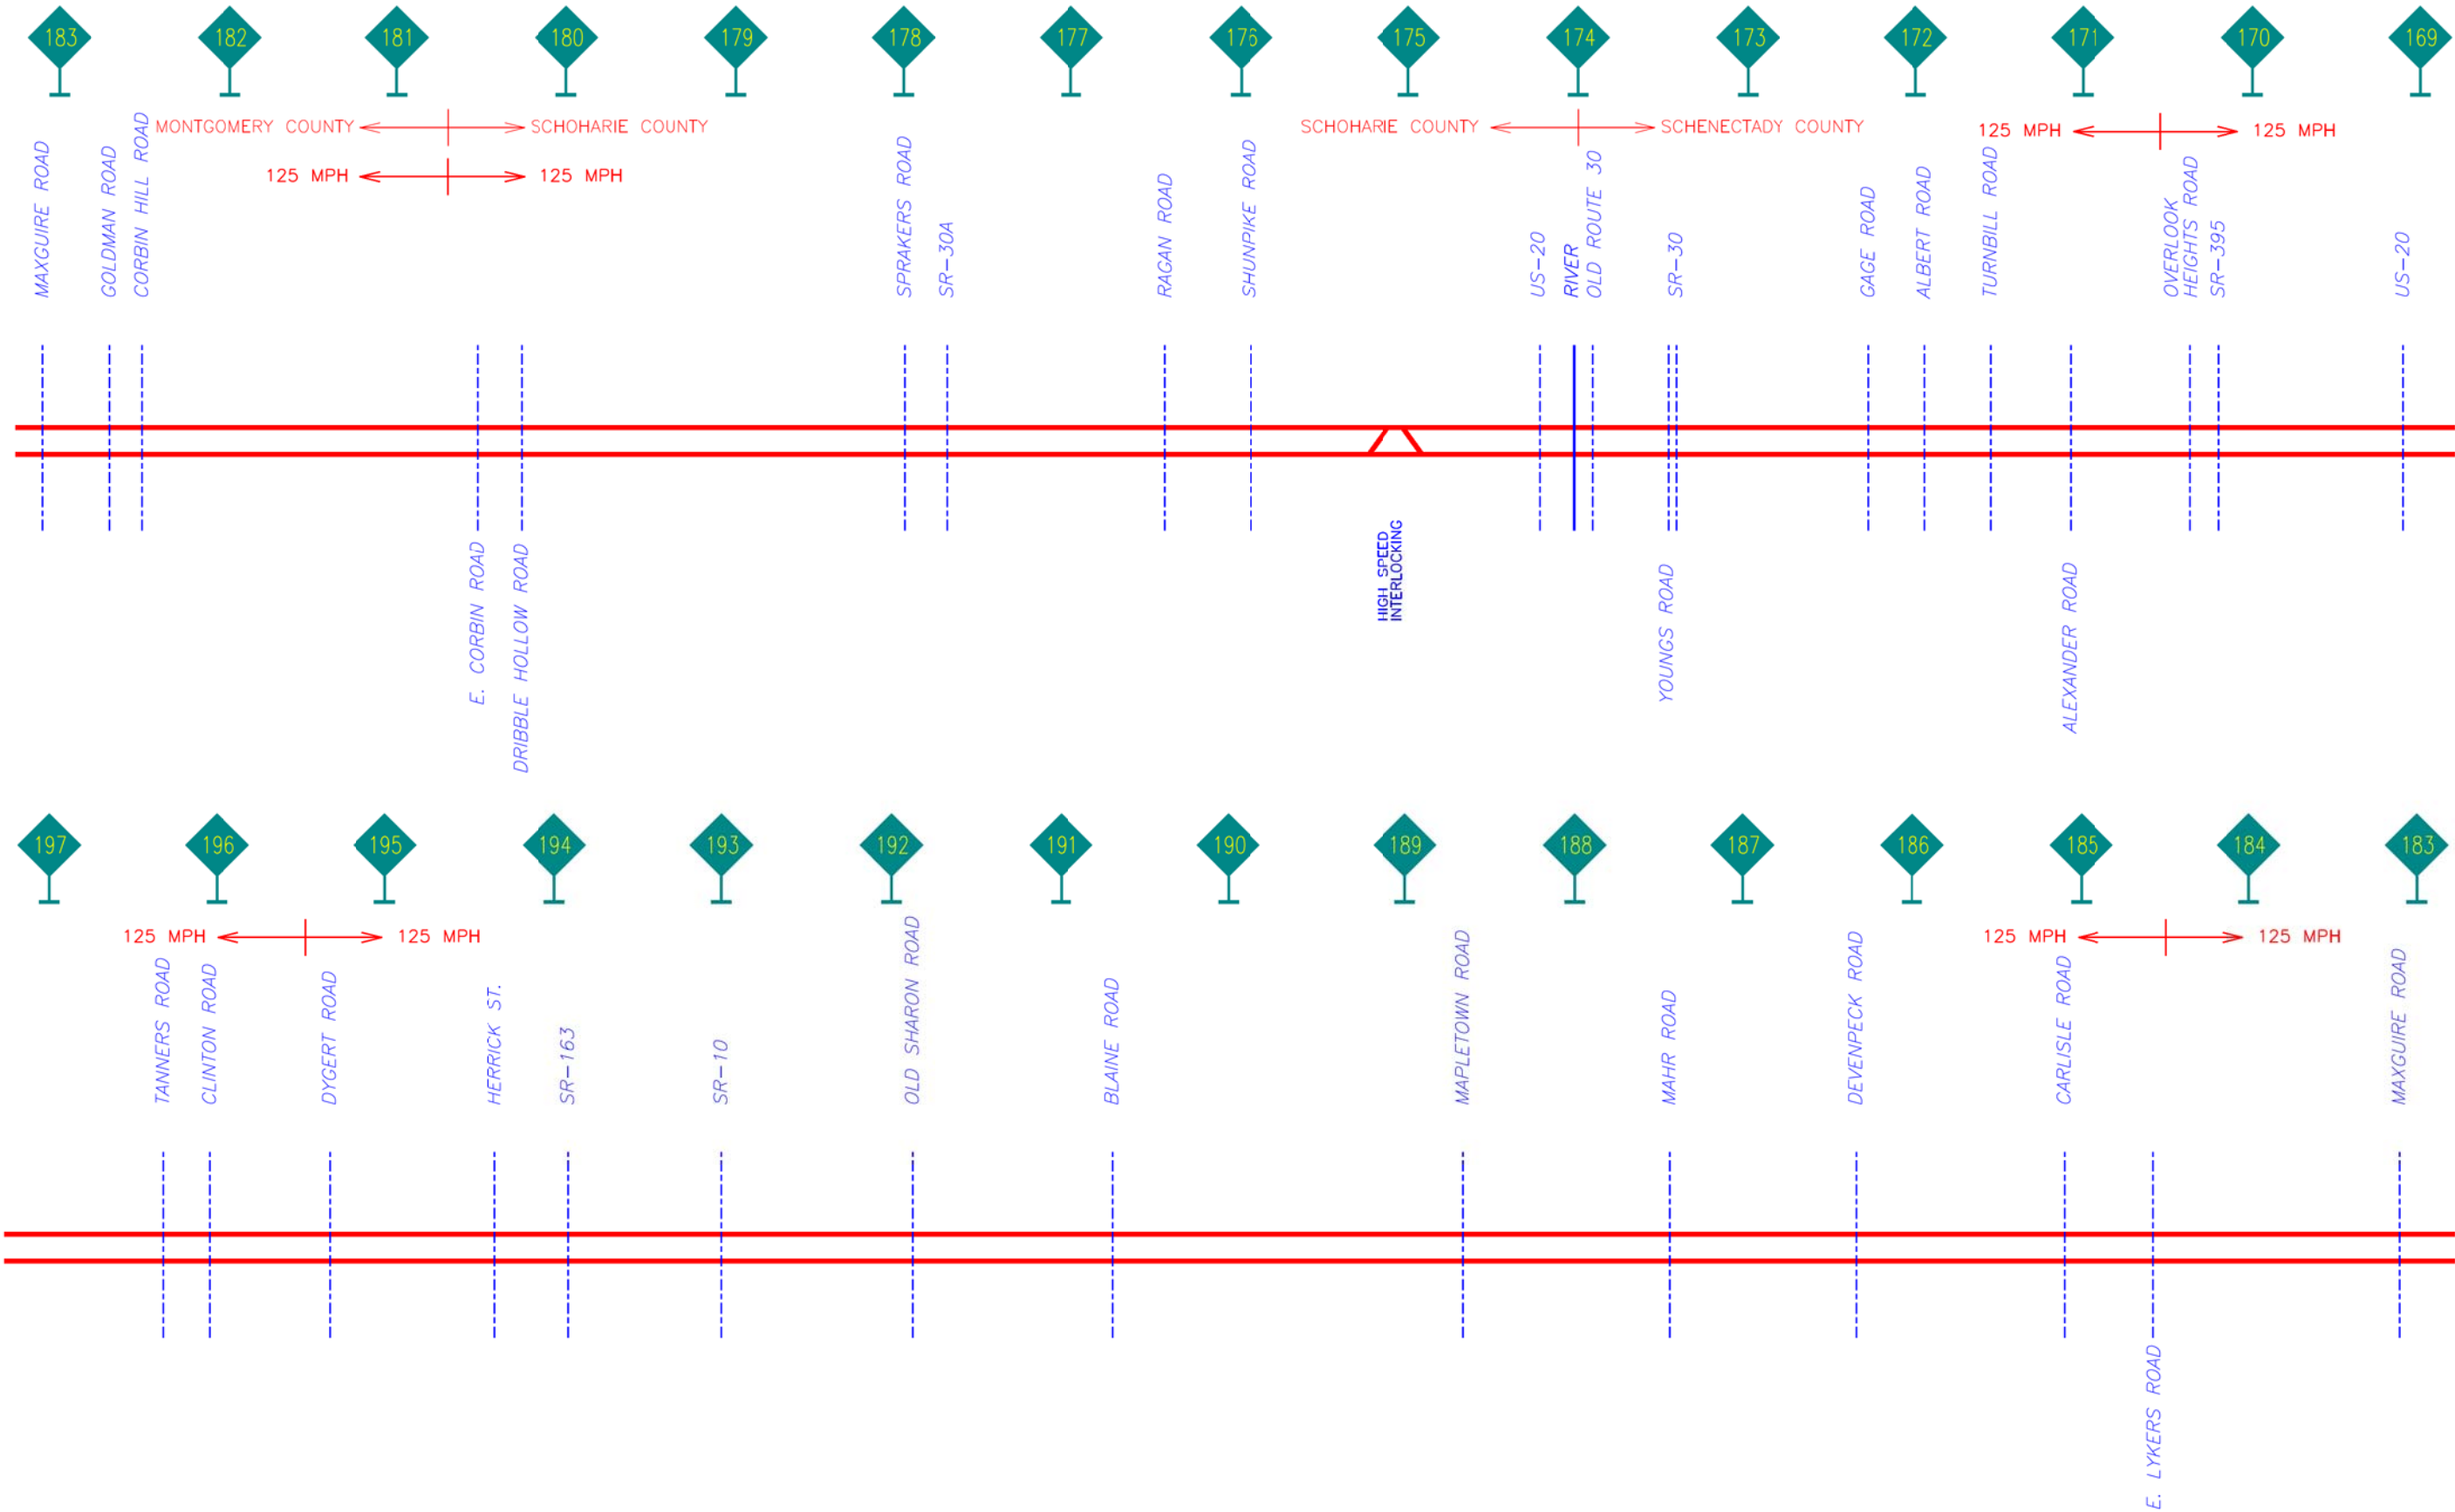 183 182 181 180 179 178 177 176 175 174 173 172 171 170 169
MONTGOMERY COUNTY SCHOHARIE COUNTY SCHOHARIE COUNTY SCHENECTADY COUNTY
125 MPH 125 MPH 125 MPH 125 MPH
MAXGUIRE ROAD
GOLDMAN ROAD
CORBIN HILL ROAD
SPRAKERS ROAD
SR-30A
RAGAN ROAD
SHUNPIKE ROAD
US-20
RIVER
OLD ROUTE 30
SR-30
GAGE ROAD
ALBERT ROAD
TURNBILL ROAD
OVERLOOK
HEIGHTS ROAD
SR-395
US-20
E. CORBIN ROAD
DRIBBLE HOLLOW ROAD
HIGH SPEED
INTERLOCKING
YOUNGS ROAD
ALEXANDER ROAD
197 196 195 194 193 192 191 190 189 188 187 186 185 184 183
125 MPH 125 MPH 125 MPH 125 MPH
TANNERS ROAD
CLINTON ROAD
DYGERT ROAD
HERRICK ST.
SR-163
SR-10
OLD SHARON ROAD
BLAINE ROAD
MAPLETOWN ROAD
MAHR ROAD
DEVENPECK ROAD
CARLISLE ROAD
MAXGUIRE ROAD
E. LYKERS ROAD